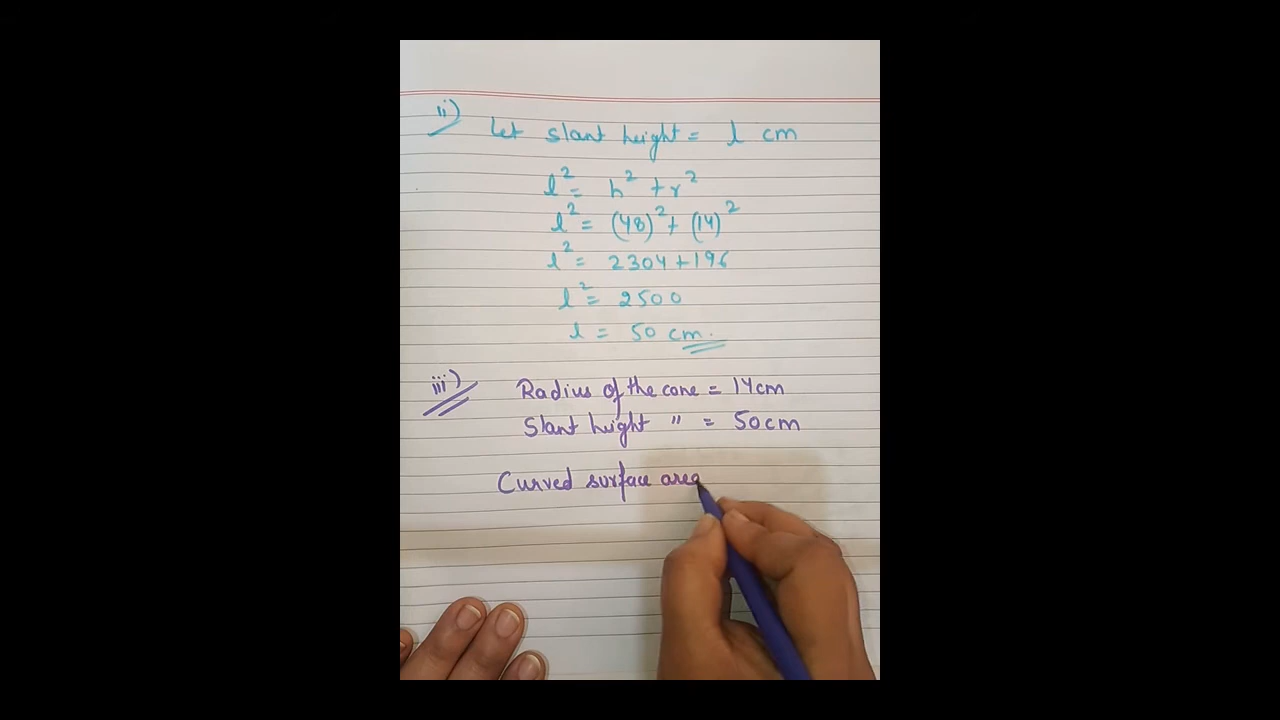 ii) Let slant height = l cm
l² = h² + r²
l² = (48)² + (14)²
l² = 2304 + 196
l² = 2500
l = 50 cm.
iii) Radius of the cone = 14cm
Slant height " = 50cm
Curved surface area